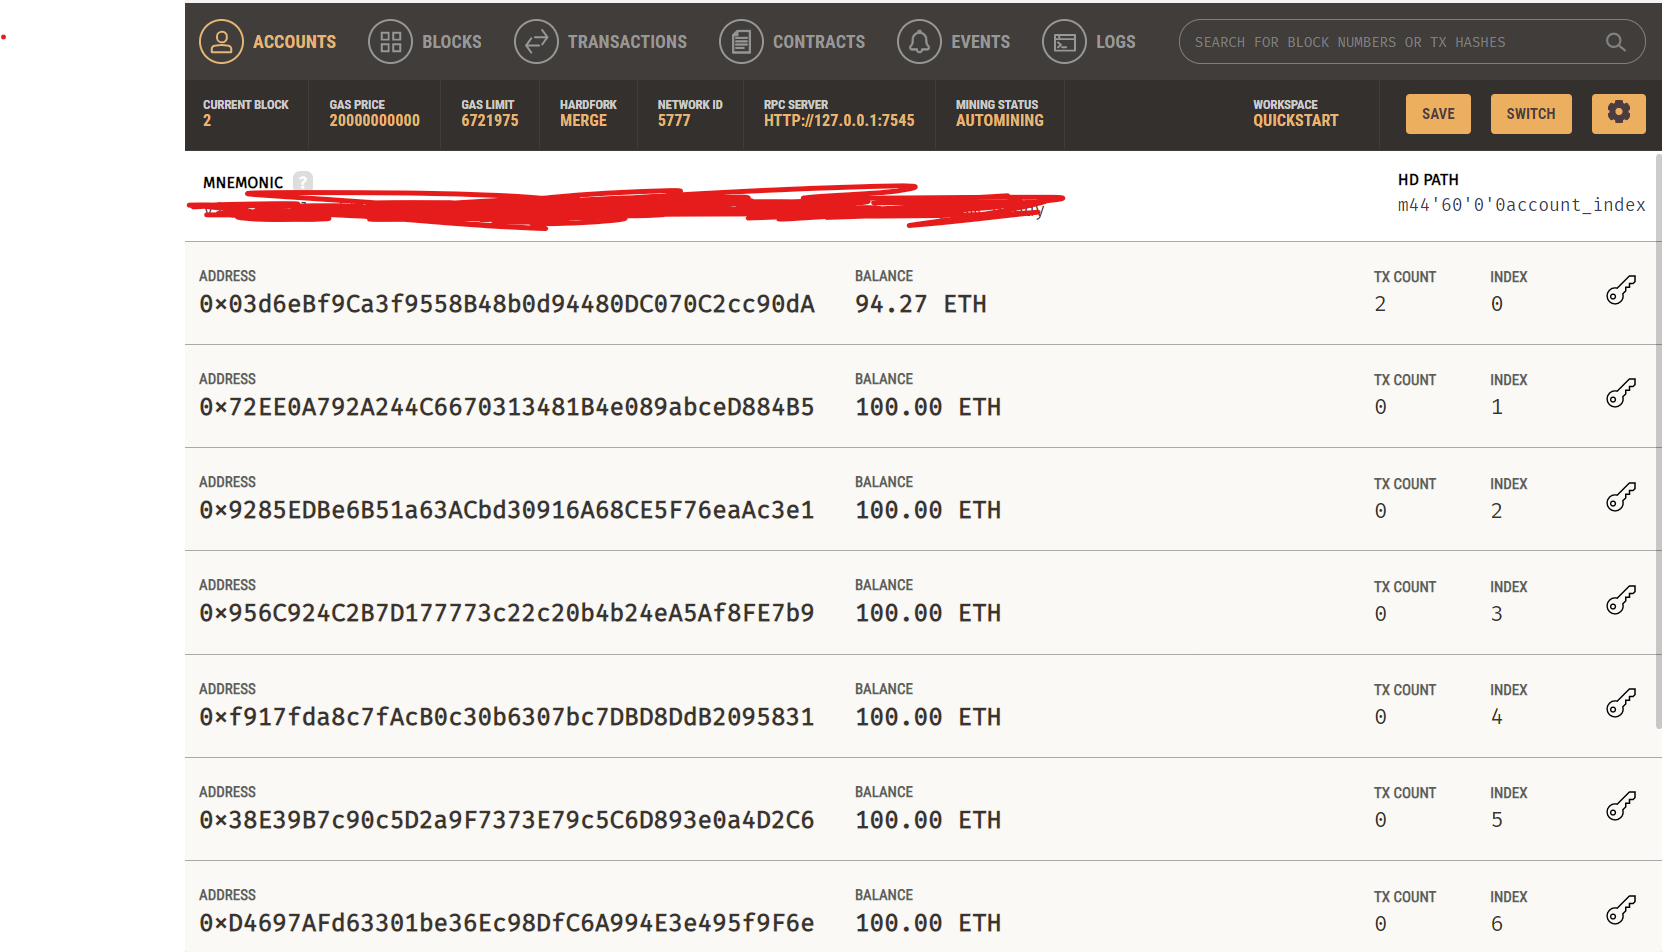 ACCOUNTS BLOCKS TRANSACTIONS CONTRACTS EVENTS LOGS SEARCH FOR BLOCK NUMBERS OR TX HASHES
CURRENT BLOCK GAS PRICE GAS LIMIT HARDFORK NETWORK ID RPC SERVER MINING STATUS WORKSPACE
2 20000000000 6721975 MERGE 5777 HTTP://127.0.0.1:7545 AUTOMINING QUICKSTART SAVE SWITCH
MNEMONIC ? HD PATH
m44'60'0'0account_index
ADDRESS BALANCE TX COUNT INDEX
0×03d6eBf9Ca3f9558B48b0d94480DC070C2cc90dA 94.27 ETH 2 0
ADDRESS BALANCE TX COUNT INDEX
0×72EE0A792A244C6670313481B4e089abceD884B5 100.00 ETH 0 1
ADDRESS BALANCE TX COUNT INDEX
0×9285EDBe6B51a63ACbd30916A68CE5F76eaAc3e1 100.00 ETH 0 2
ADDRESS BALANCE TX COUNT INDEX
0×956C924C2B7D177773c22c20b4b24eA5Af8FE7b9 100.00 ETH 0 3
ADDRESS BALANCE TX COUNT INDEX
0×f917fda8c7fAcB0c30b6307bc7DBD8DdB2095831 100.00 ETH 0 4
ADDRESS BALANCE TX COUNT INDEX
0×38E39B7c90c5D2a9F7373E79c5C6D893e0a4D2C6 100.00 ETH 0 5
ADDRESS BALANCE TX COUNT INDEX
0×D4697AFd63301be36Ec98DfC6A994E3e495f9F6e 100.00 ETH 0 6